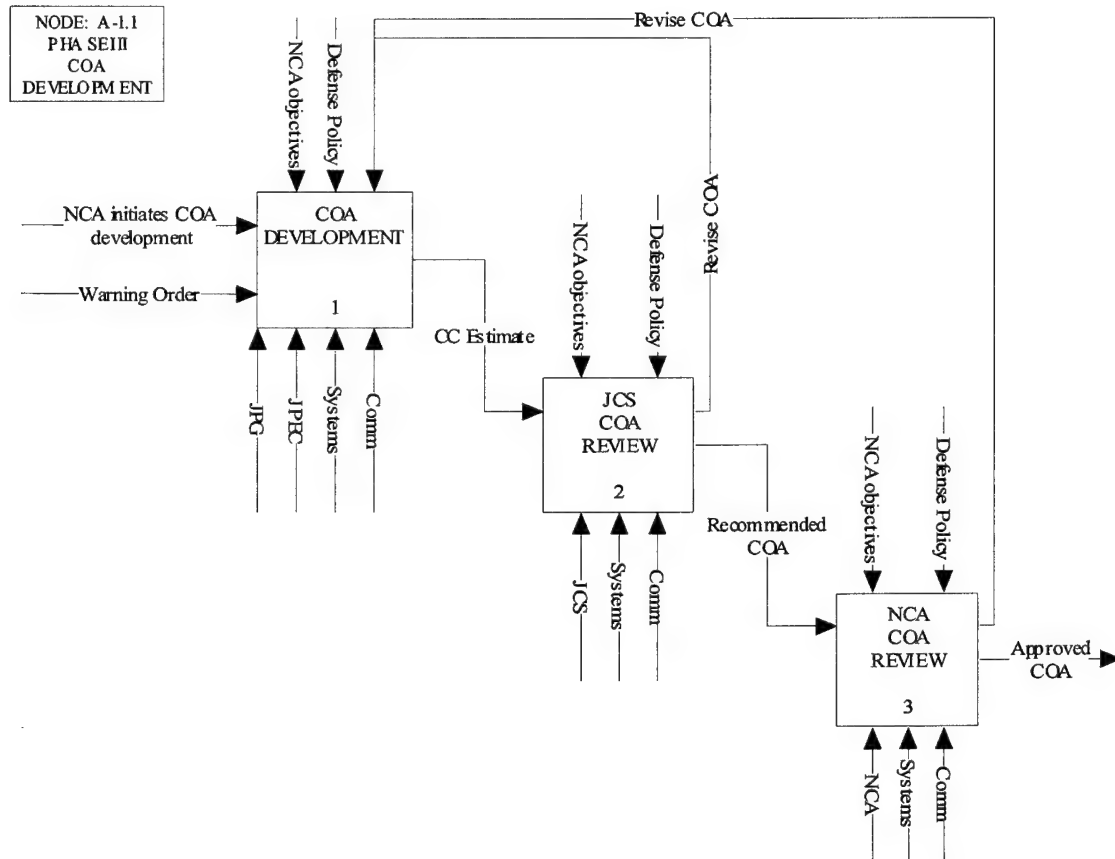 NODE: A-1.1
PHASE III
COA
DEVELOPMENT
Revise COA
NCA objectives
Defense Policy
Revise COA
NCA initiates COA
development
Warning Order
COA
DEVELOPMENT
1
JPG
JPEC
Systems
Comm
CC Estimate
NCA objectives
Defense Policy
JCS
COA
REVIEW
2
JCS
Systems
Comm
Recommended
COA
NCA objectives
Defense Policy
NCA
COA
REVIEW
3
Approved
COA
NCA
Systems
Comm